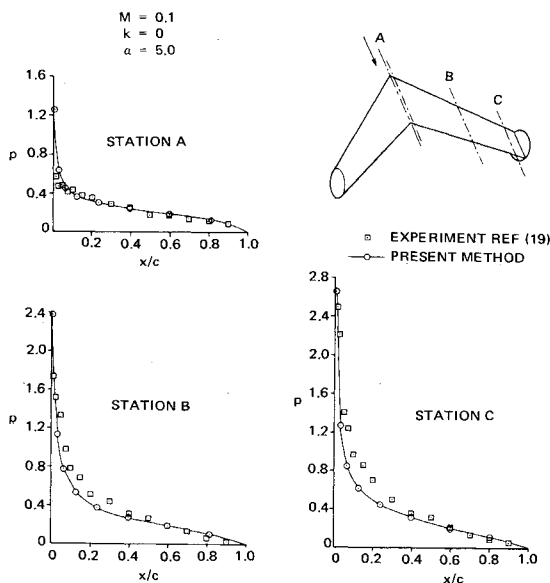 M = 0.1
k = 0
α = 5.0
1.6
1.2
p 0.8
0.4
0
0 0.2 0.4 0.6 0.8 1.0
x/c
STATION A
A
B
C
EXPERIMENT REF (19)
PRESENT METHOD
2.4
2.0
1.6
1.2
p
0.8
0.4
0
0 0.2 0.4 0.6 0.8 1.0
x/c
STATION B
2.8
2.4
2.0
1.6
p
1.2
0.8
0.4
0
0 0.2 0.4 0.6 0.8 1.0
x/c
STATION C